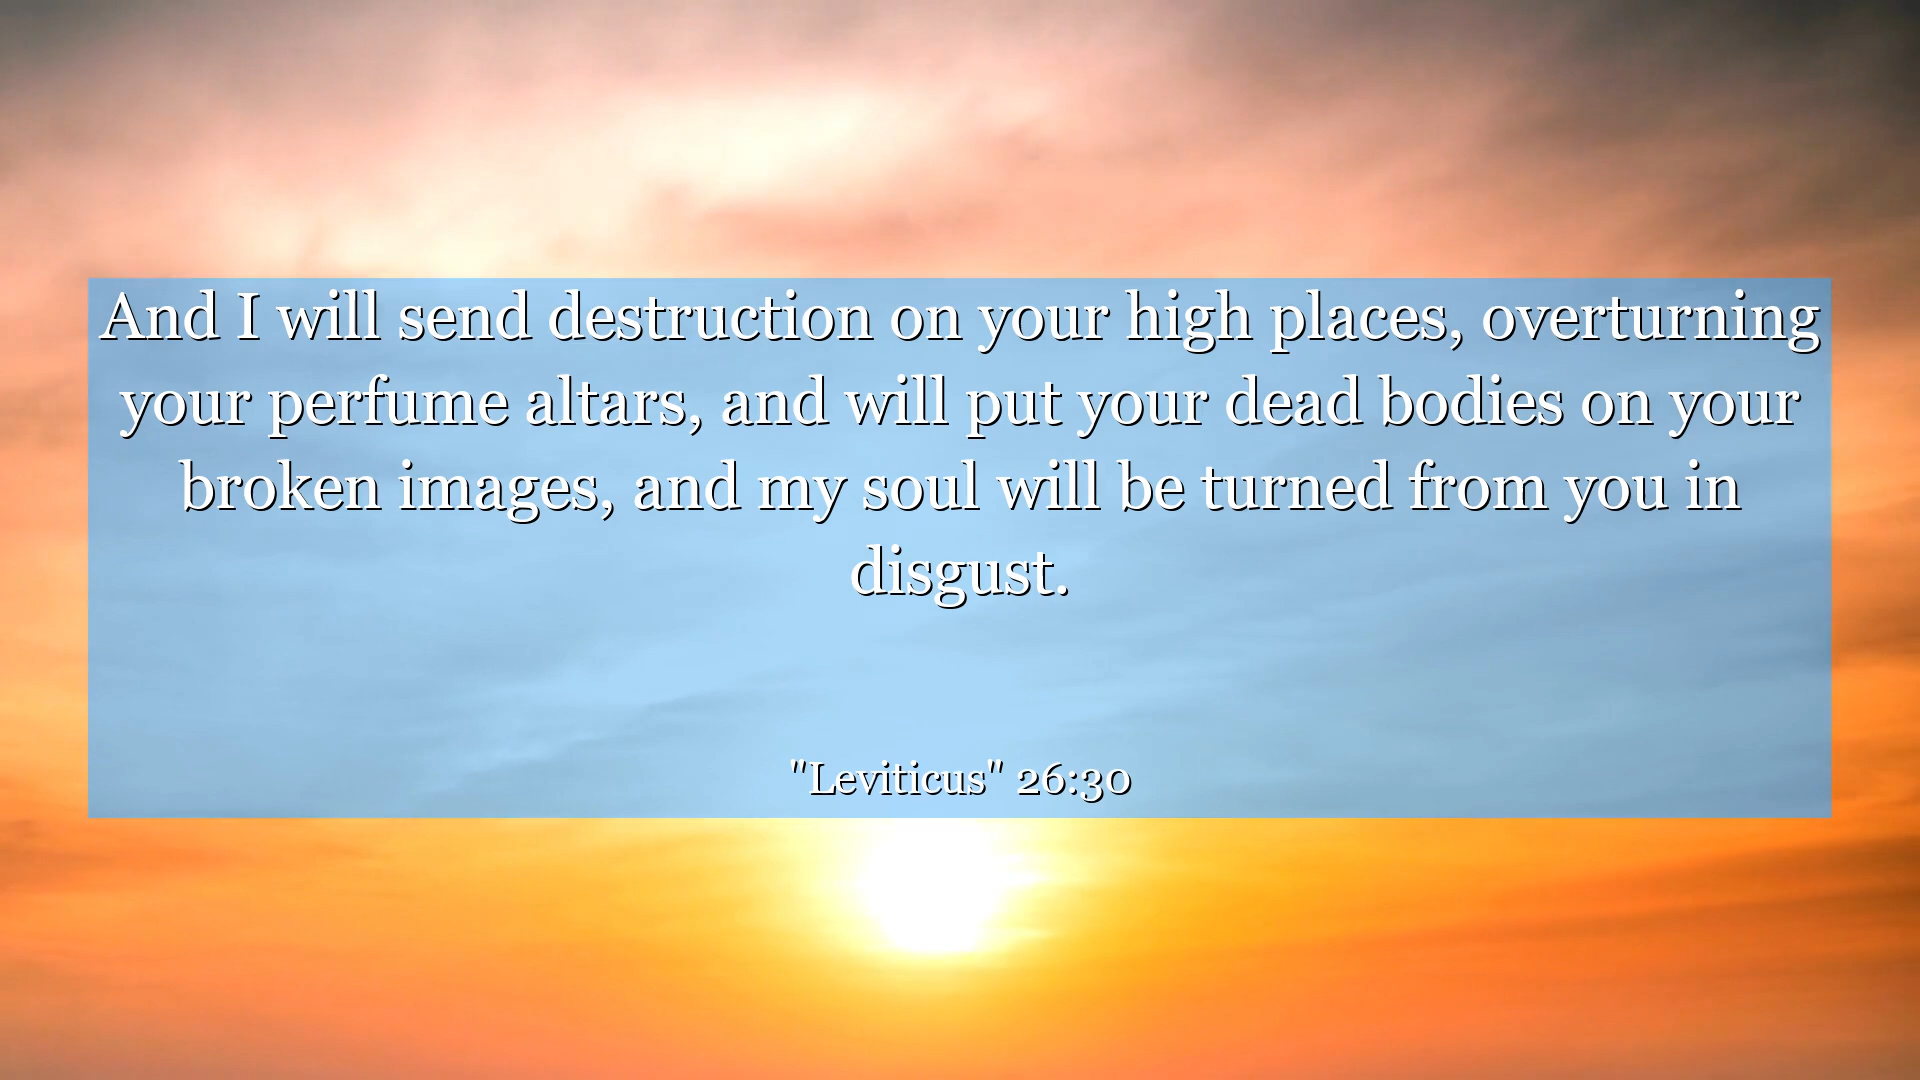 And I will send destruction on your high places, overturning
your perfume altars, and will put your dead bodies on your
broken images, and my soul will be turned from you in
disgust.
"Leviticus" 26:30